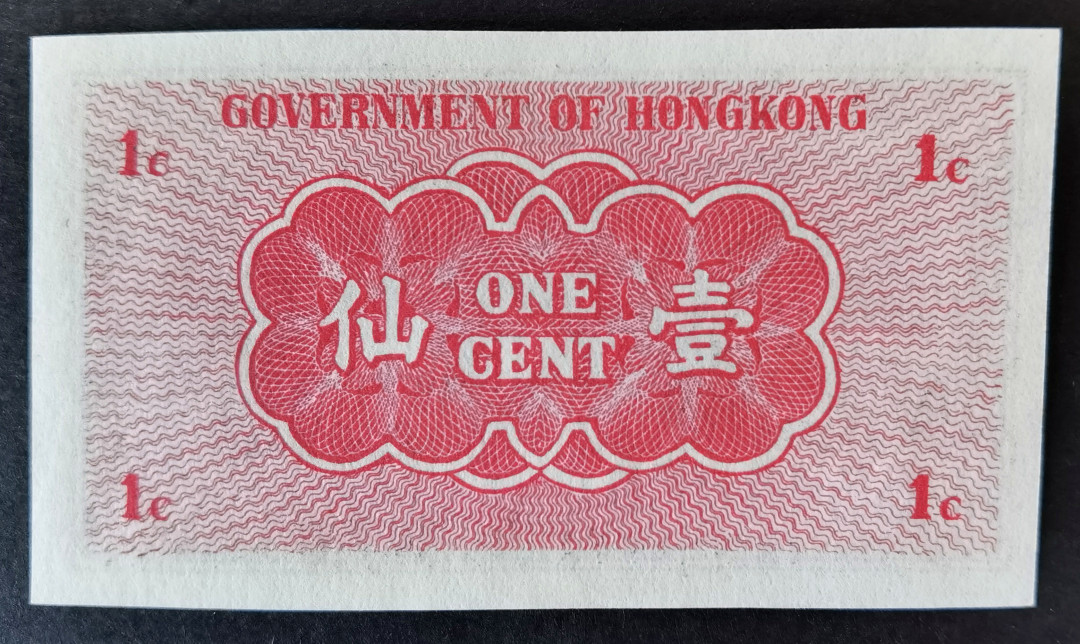 GOVERNMENT OF HONGKONG
1c 1c
仙 ONE CENT 壹
1c 1c